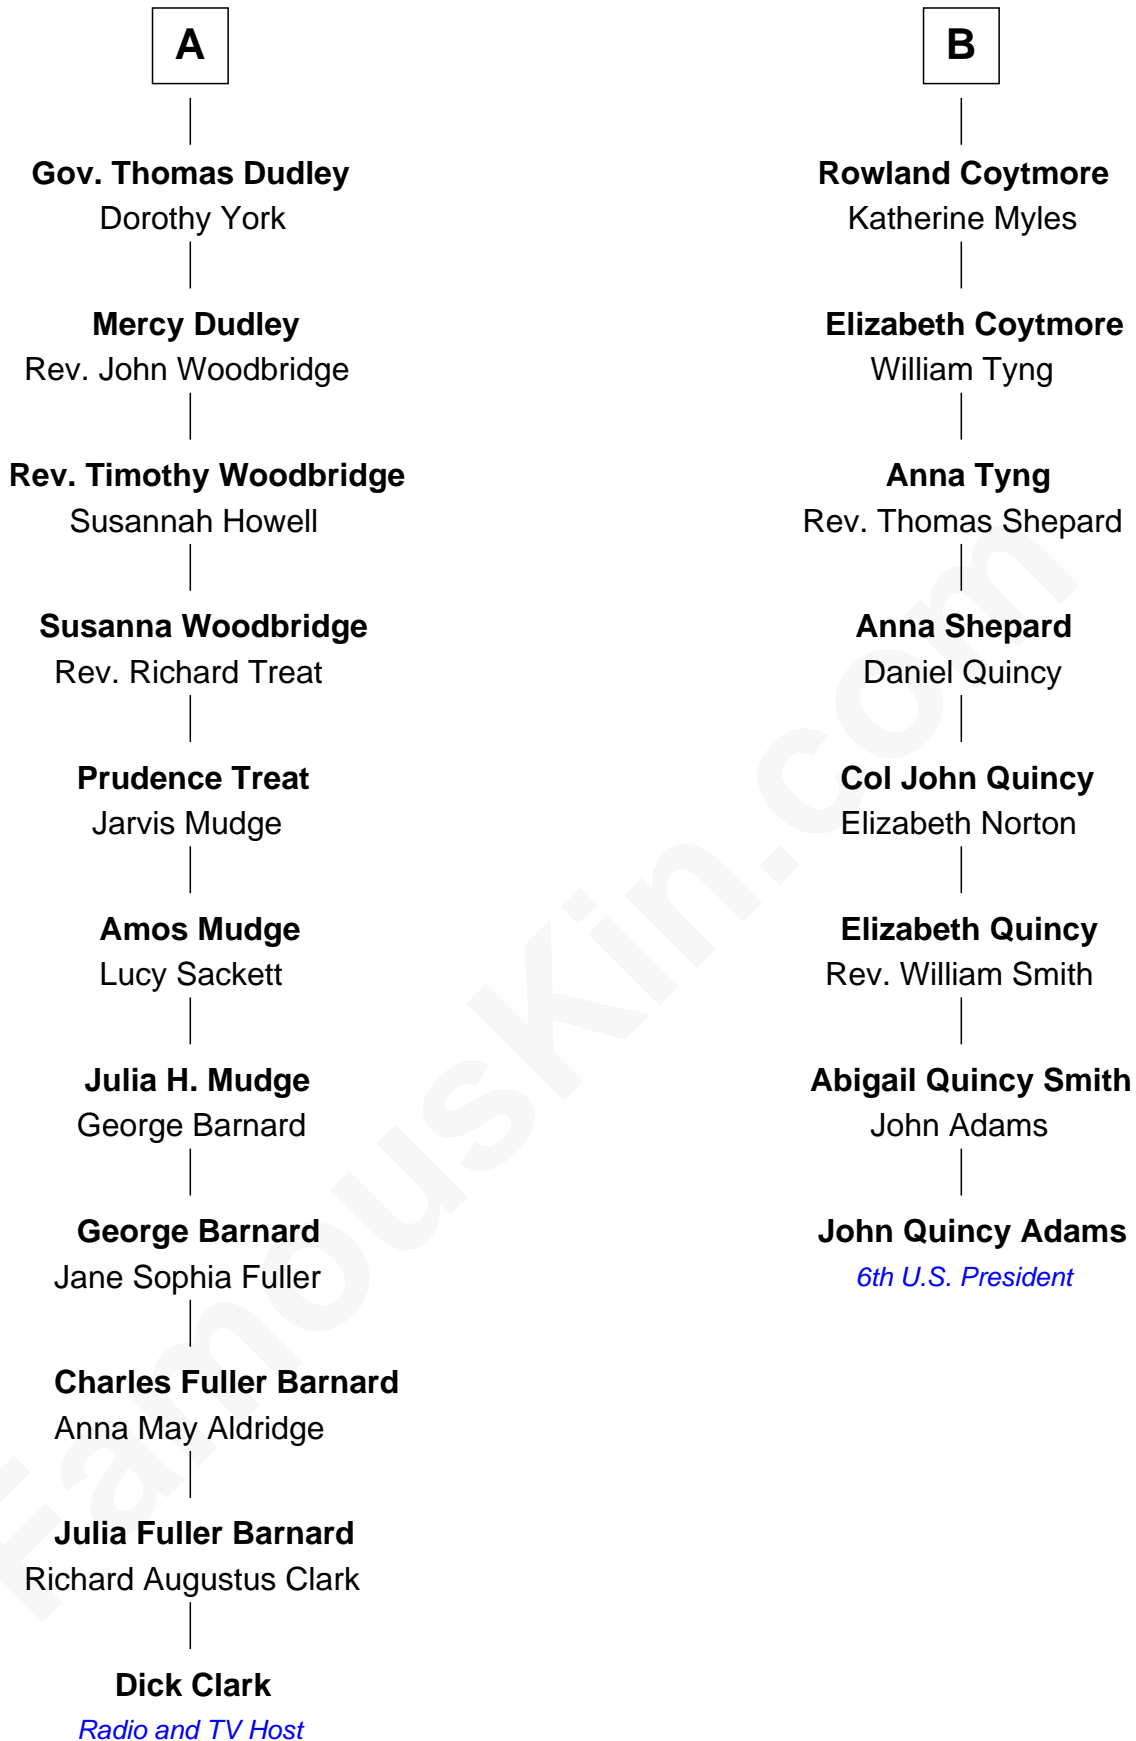 A
Gov. Thomas Dudley
Dorothy York
Mercy Dudley
Rev. John Woodbridge
Rev. Timothy Woodbridge
Susannah Howell
Susanna Woodbridge
Rev. Richard Treat
Prudence Treat
Jarvis Mudge
Amos Mudge
Lucy Sackett
Julia H. Mudge
George Barnard
George Barnard
Jane Sophia Fuller
Charles Fuller Barnard
Anna May Aldridge
Julia Fuller Barnard
Richard Augustus Clark
Dick Clark
Radio and TV Host
B
Rowland Coytmore
Katherine Myles
Elizabeth Coytmore
William Tyng
Anna Tyng
Rev. Thomas Shepard
Anna Shepard
Daniel Quincy
Col John Quincy
Elizabeth Norton
Elizabeth Quincy
Rev. William Smith
Abigail Quincy Smith
John Adams
John Quincy Adams
6th U.S. President
FamousKin.com